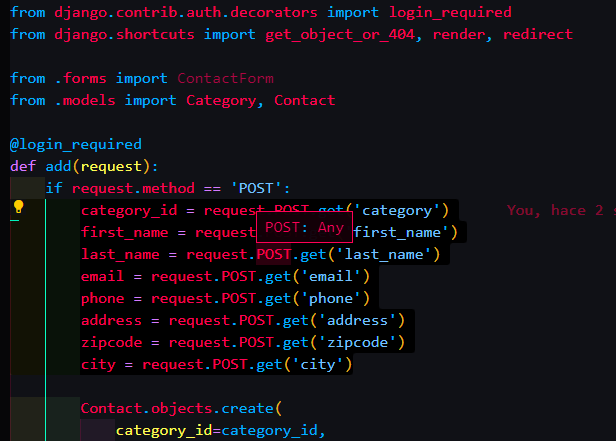 from django.contrib.auth.decorators import login_required
from django.shortcuts import get_object_or_404, render, redirect
from .forms import ContactForm
from .models import Category, Contact
@login_required
def add(request):
if request.method == 'POST':
category_id = request.POST.get('category') You, hace 2
first_name = request first_name')
POST: Any
last_name = request.POST.get('last_name')
email = request.POST.get('email')
phone = request.POST.get('phone')
address = request.POST.get('address')
zipcode = request.POST.get('zipcode')
city = request.POST.get('city')
Contact.objects.create(
category_id=category_id,